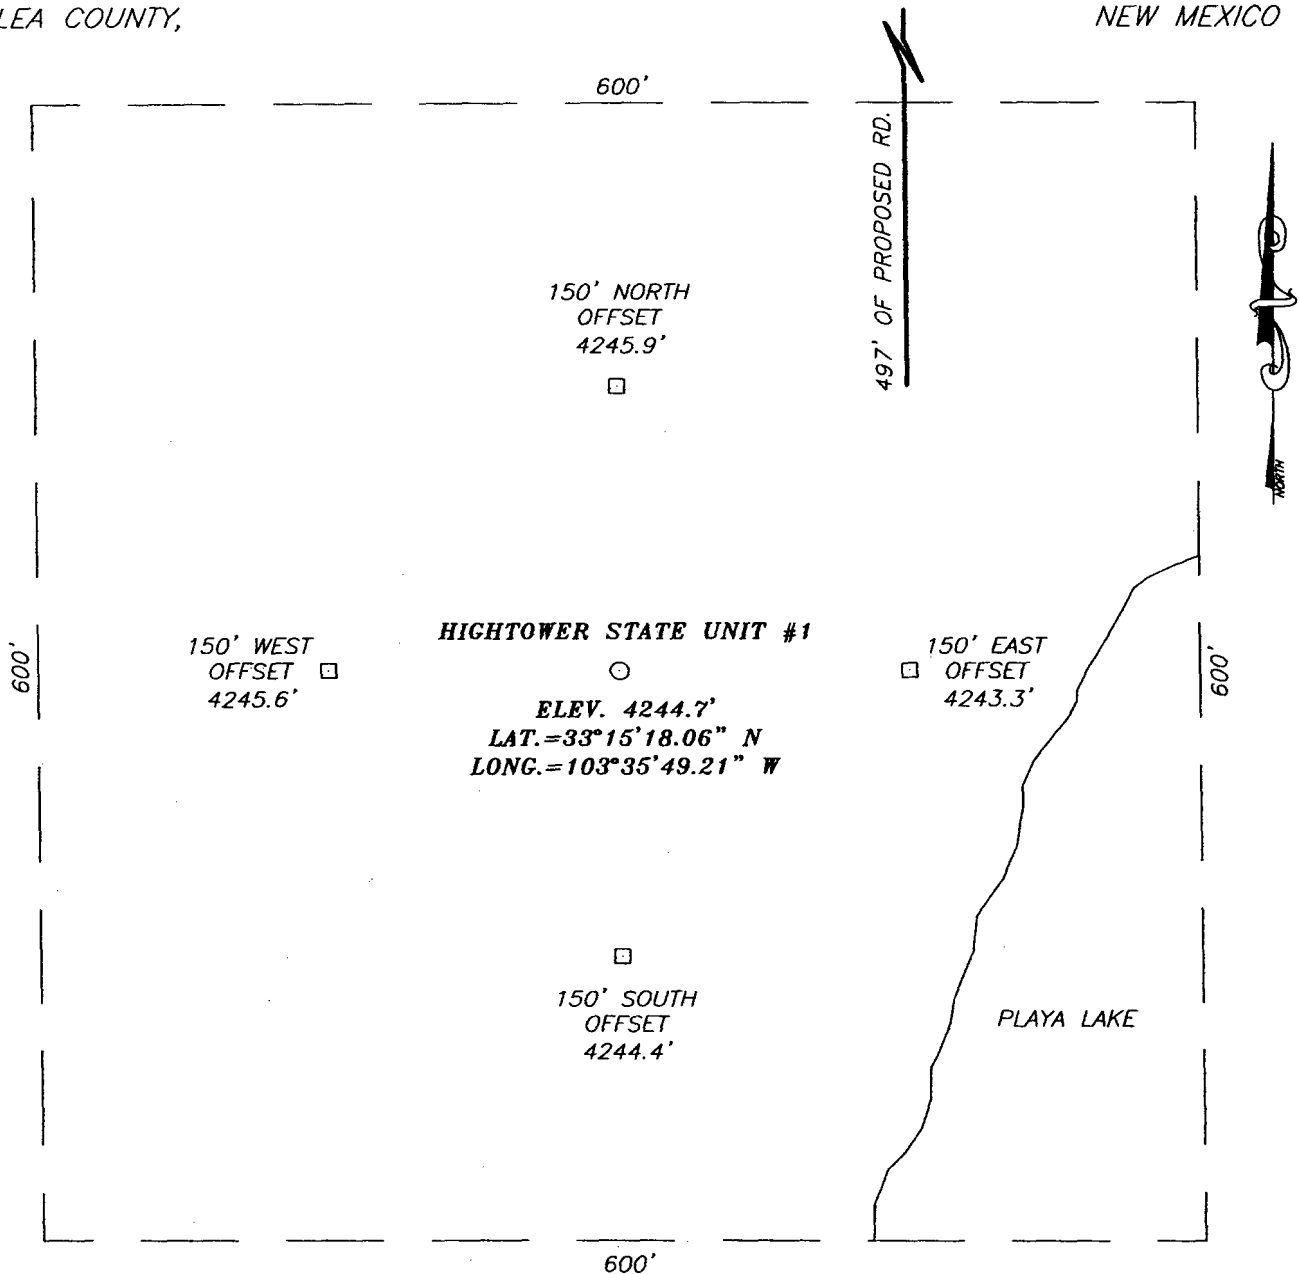 LEA COUNTY,
NEW MEXICO
600'
497' OF PROPOSED RD.
150' NORTH
OFFSET
4245.9'
NORTH
600'
150' WEST
OFFSET
4245.6'
HIGHTOWER STATE UNIT #1
ELEV. 4244.7'
LAT.=33°15'18.06" N
LONG.=103°35'49.21" W
150' EAST
OFFSET
4243.3'
600'
150' SOUTH
OFFSET
4244.4'
PLAYA LAKE
600'